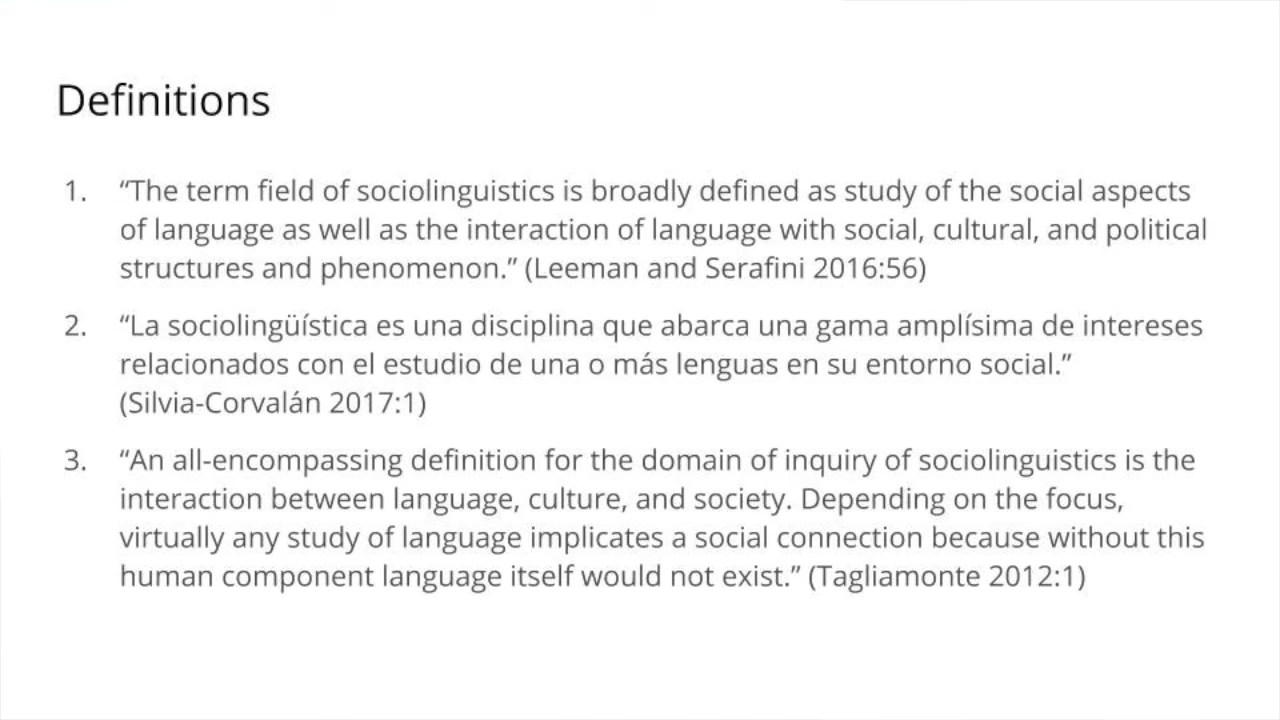 Definitions
1. “The term field of sociolinguistics is broadly defined as study of the social aspects
of language as well as the interaction of language with social, cultural, and political
structures and phenomenon.” (Leeman and Serafini 2016:56)
2. “La sociolingüística es una disciplina que abarca una gama amplísima de intereses
relacionados con el estudio de una o más lenguas en su entorno social.”
(Silvia-Corvalán 2017:1)
3. “An all-encompassing definition for the domain of inquiry of sociolinguistics is the
interaction between language, culture, and society. Depending on the focus,
virtually any study of language implicates a social connection because without this
human component language itself would not exist.” (Tagliamonte 2012:1)